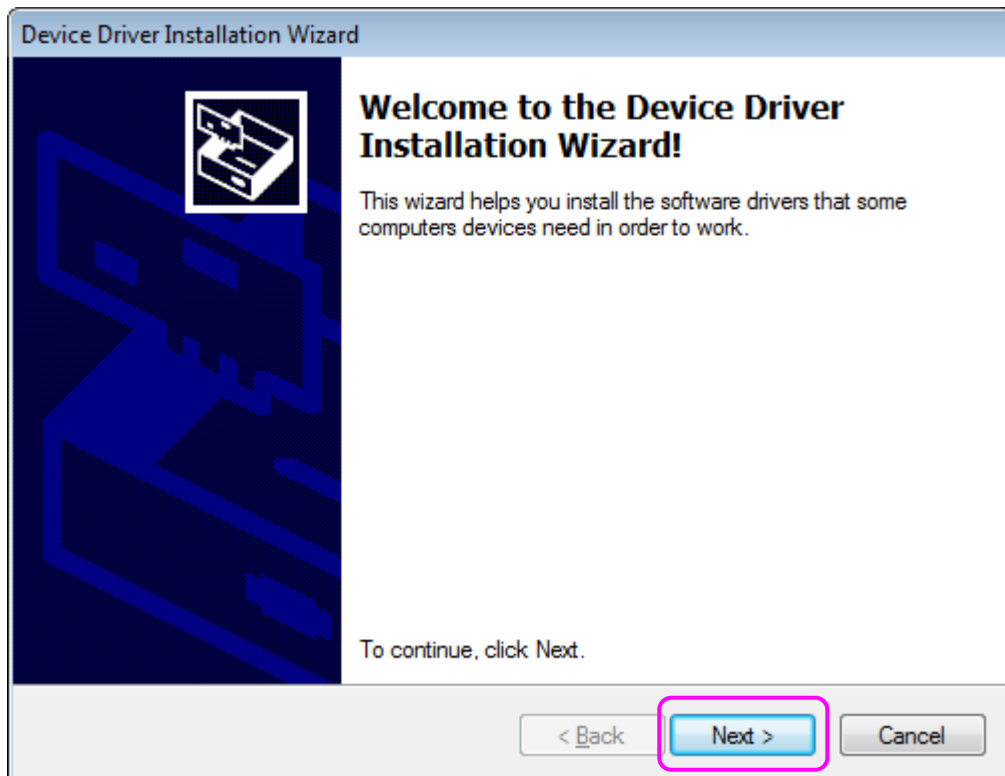 Device Driver Installation Wizard
Welcome to the Device Driver
Installation Wizard!
This wizard helps you install the software drivers that some
computers devices need in order to work.
To continue, click Next.
< Back
Next >
Cancel